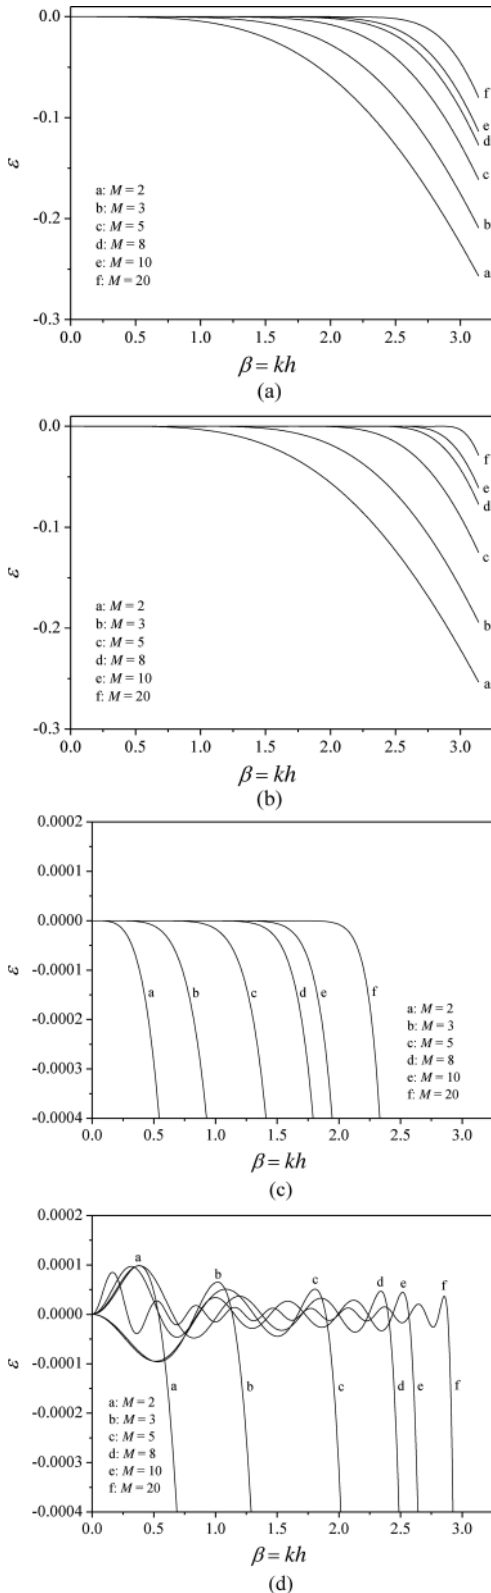 0.0
-0.1
-0.2
-0.3
ε
a: M = 2
b: M = 3
c: M = 5
d: M = 8
e: M = 10
f: M = 20
f
e
d
c
b
a
0.0 0.5 1.0 1.5 2.0 2.5 3.0
β = kh
(a)
0.0
-0.1
-0.2
-0.3
ε
a: M = 2
b: M = 3
c: M = 5
d: M = 8
e: M = 10
f: M = 20
f
e
d
c
b
a
0.0 0.5 1.0 1.5 2.0 2.5 3.0
β = kh
(b)
0.0002
0.0001
0.0000
-0.0001
-0.0002
-0.0003
-0.0004
ε
a b c d e f
a: M = 2
b: M = 3
c: M = 5
d: M = 8
e: M = 10
f: M = 20
0.0 0.5 1.0 1.5 2.0 2.5 3.0
β = kh
(c)
0.0002
0.0001
0.0000
-0.0001
-0.0002
-0.0003
-0.0004
ε
a b c d e f
a b c d e f
a: M = 2
b: M = 3
c: M = 5
d: M = 8
e: M = 10
f: M = 20
0.0 0.5 1.0 1.5 2.0 2.5 3.0
β = kh
(d)